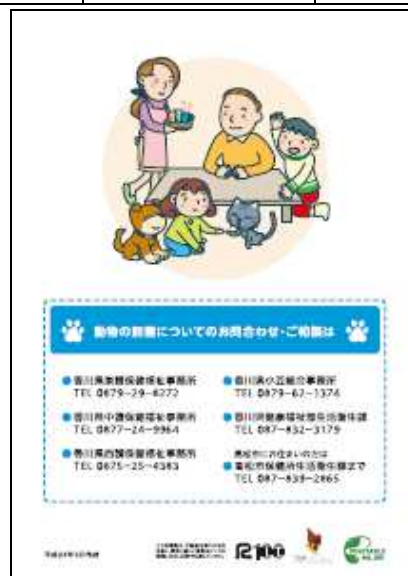 動物の飼養についてのお問合わせ・ご相談は
●香川県東讃保健福祉事務所
TEL 0879-29-8272
●香川県中讃保健福祉事務所
TEL 0877-24-9964
●香川県西讃保健福祉事務所
TEL 0875-25-4383
●香川県小豆総合事務所
TEL 0879-62-1374
●香川県健康福祉部生活衛生課
TEL 087-832-3179
高松市にお住まいの方は
●高松市保健所生活衛生課まで
TEL 087-839-2865
R100